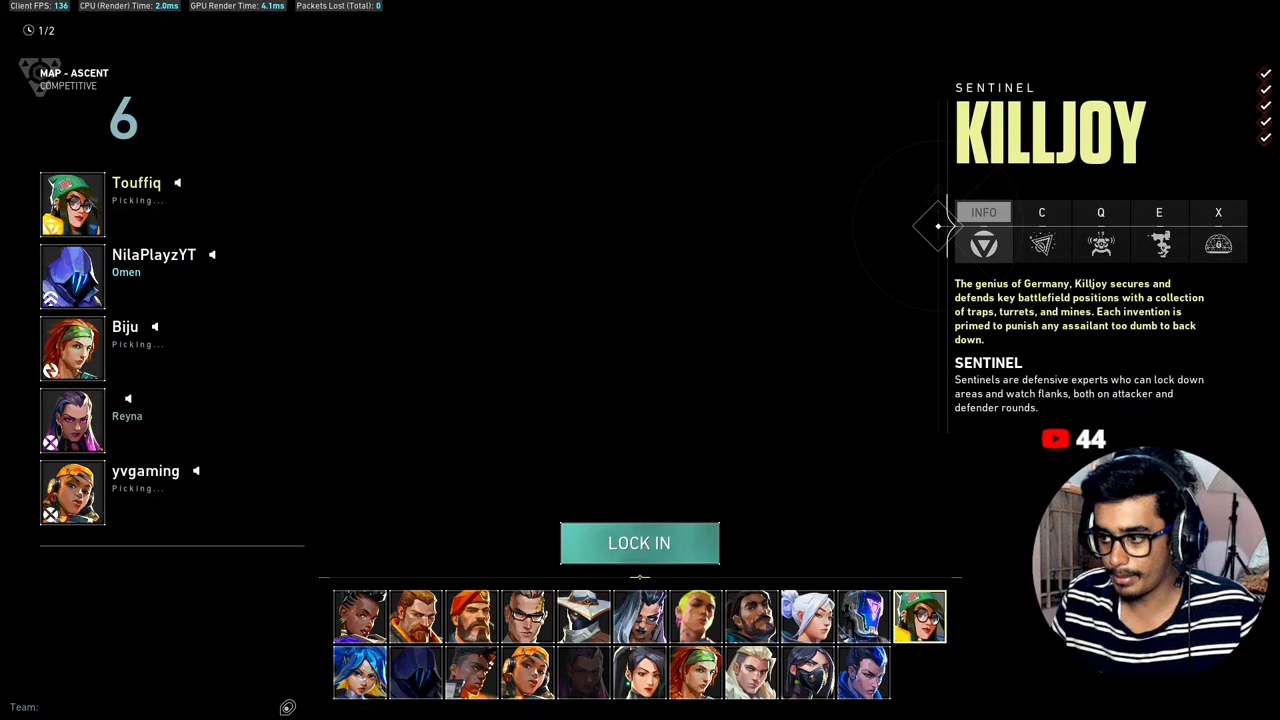 Client FPS: 136 CPU (Render) Time: 2.0ms GPU Render Time: 4.1ms Packets Lost (Total): 0
1/2
MAP - ASCENT
COMPETITIVE
6
Touffiq
Picking...
NilaPlayzYT
Omen
Biju
Picking...
Reyna
yvgaming
Picking...
SENTINEL
KILLJOY
INFO C Q E X
The genius of Germany, Killjoy secures and
defends key battlefield positions with a collection
of traps, turrets, and mines. Each invention is
primed to punish any assailant too dumb to back
down.
SENTINEL
Sentinels are defensive experts who can lock down
areas and watch flanks, both on attacker and
defender rounds.
44
LOCK IN
Team: